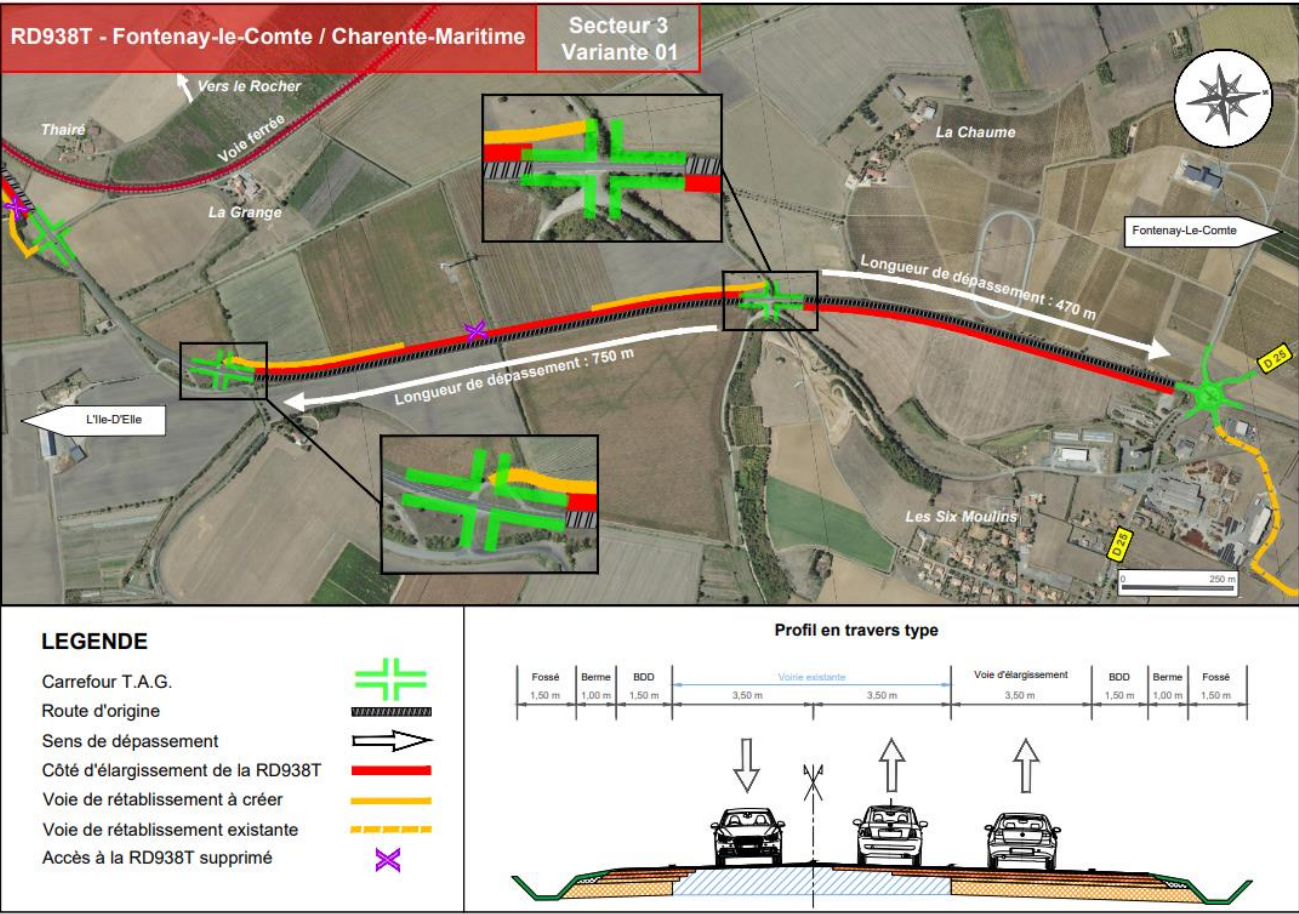 RD938T - Fontenay-le-Comte / Charente-Maritime
Secteur 3
Variante 01
Vers le Rocher
Thairé
Voie ferrée
La Grange
La Chaume
Fontenay-Le-Comte
Longueur de dépassement : 470 m
Longueur de dépassement : 750 m
D 25
L'Ile-D'Elle
Les Six Moulins
D 25
0 250 m
LEGENDE
Carrefour T.A.G.
Route d'origine
Sens de dépassement
Côté d'élargissement de la RD938T
Voie de rétablissement à créer
Voie de rétablissement existante
Accès à la RD938T supprimé
Profil en travers type
Fossé Berme BDD Voirie existante Voie d'élargissement BDD Berme Fossé
1,50 m 1,00 m 1,50 m 3,50 m 3,50 m 3,50 m 1,50 m 1,00 m 1,50 m